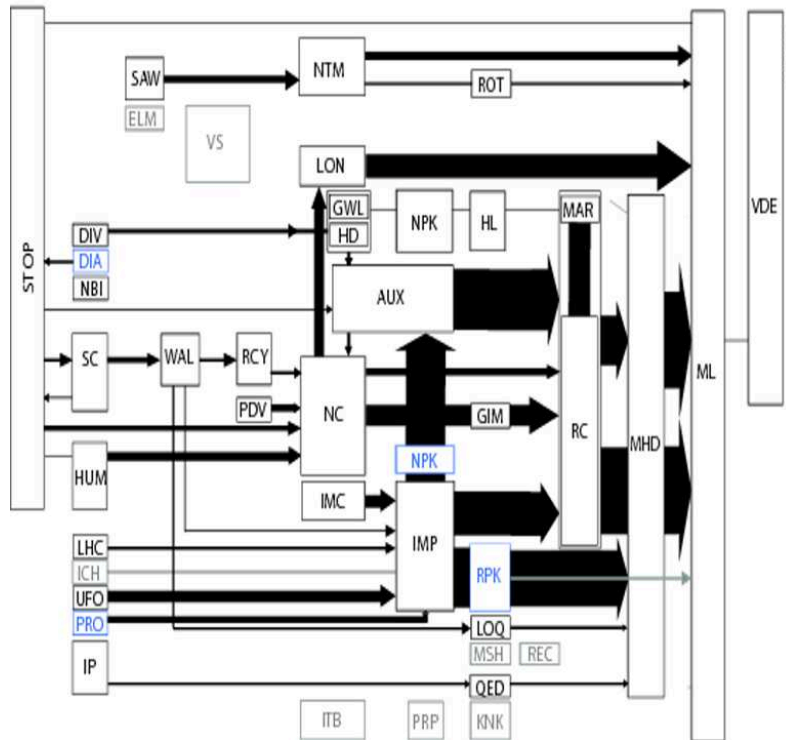 STOP
SAW
ELM
VS
NTM
ROT
LON
GWL
HD
NPK
HL
MAR
DIV
DIA
NBI
AUX
SC
WAL
RCY
PDV
NC
GIM
RC
MHD
ML
VDE
HUM
NPK
IMC
IMP
LHC
ICH
UFO
PRO
RPK
LOQ
MSH
REC
IP
QED
ITB
PRP
KNK